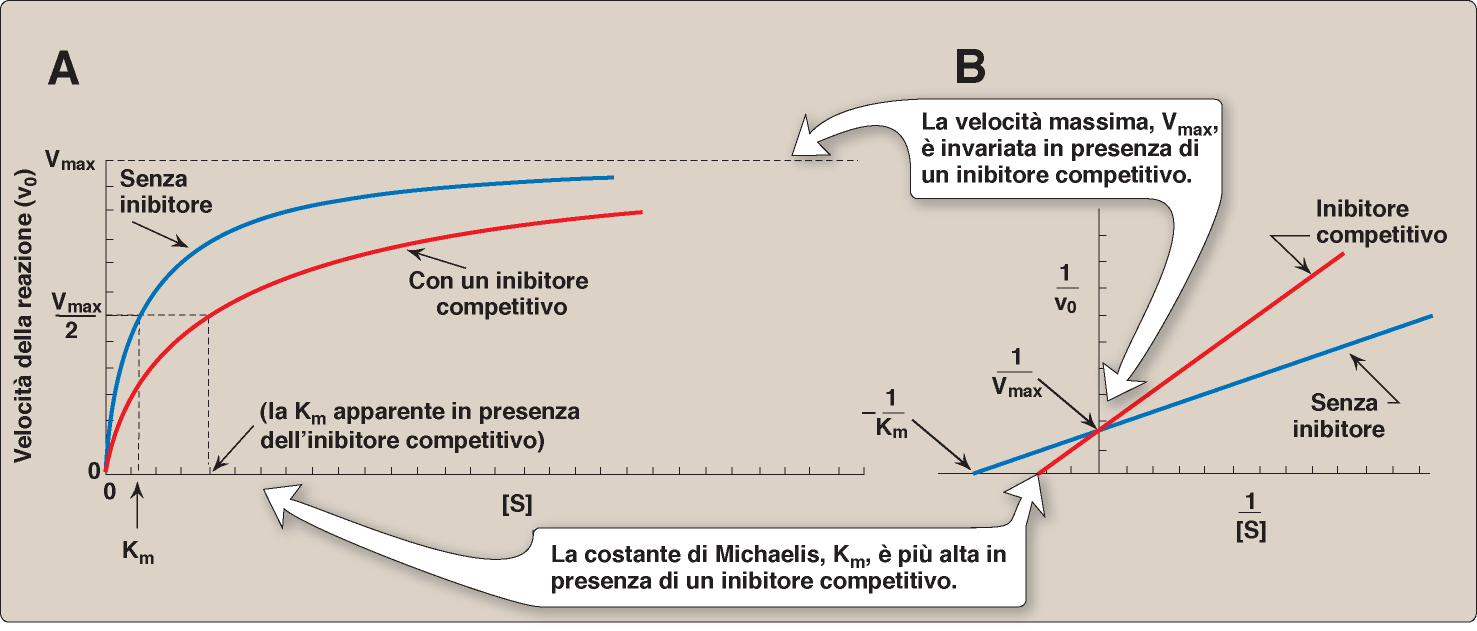 A
B
La velocità massima, Vmax,
è invariata in presenza di
un inibitore competitivo.
Vmax
Senza
inibitore
Velocità della reazione (v0)
Con un inibitore
competitivo
Vmax
2
(la Km apparente in presenza
dell'inibitore competitivo)
0
0
[S]
Km
Inibitore
competitivo
1
v0
1
Vmax
–1
Km
Senza
inibitore
1
[S]
La costante di Michaelis, Km, è più alta in
presenza di un inibitore competitivo.